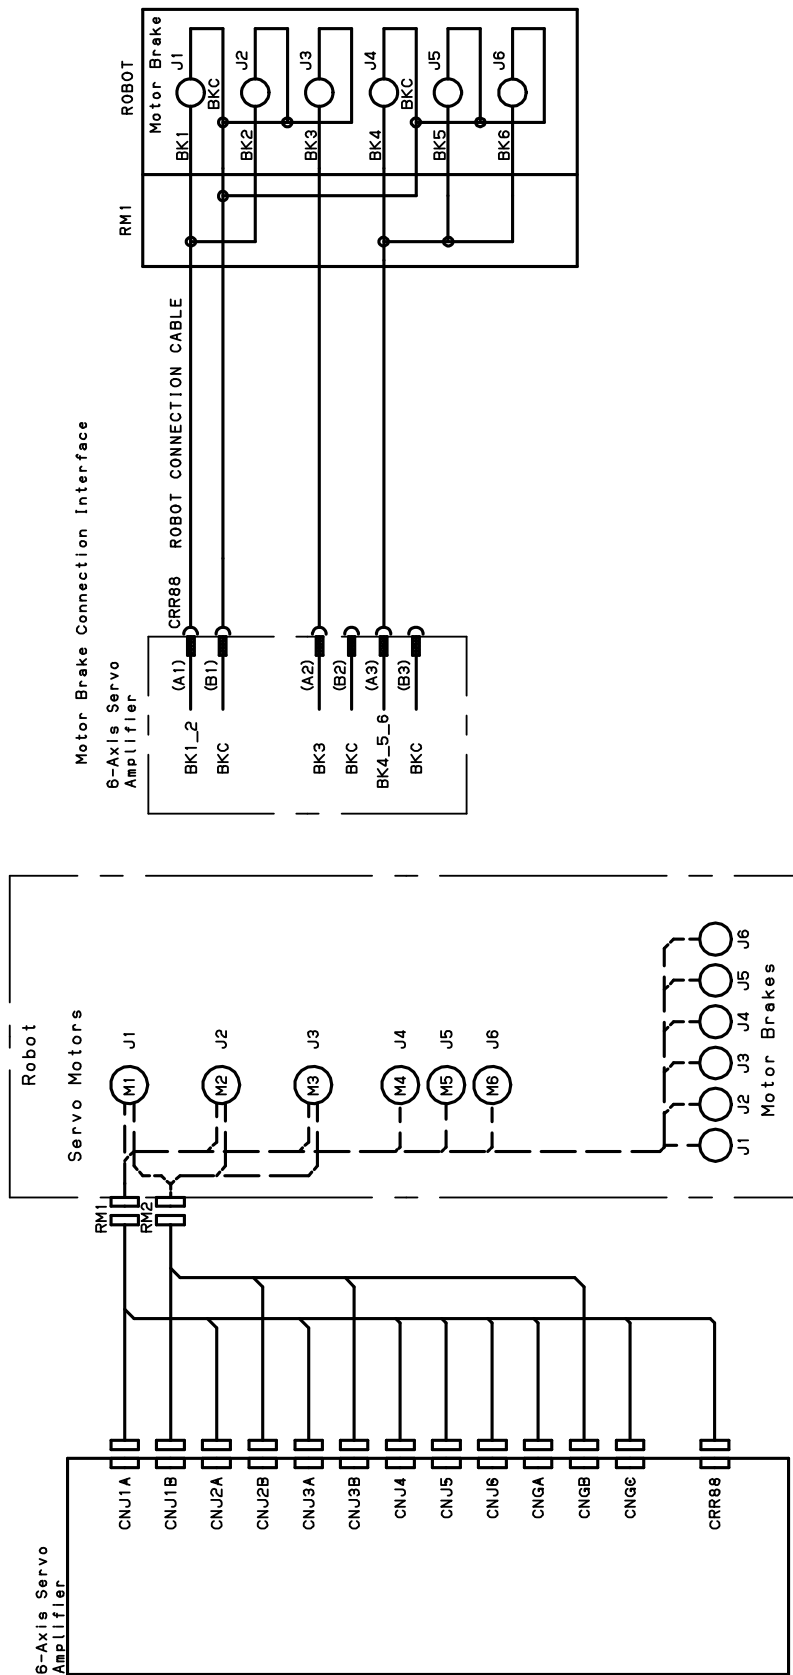 Motor Brake Connection Interface
6-Axis Servo
Amplifier
BK1_2
BKC
BK3
BKC
BK4_5_6
BKC
(A1)
(B1)
(A2)
(B2)
(A3)
(B3)
CRR88
ROBOT CONNECTION CABLE
RM1
ROBOT
Motor Brake
BK1
BKC
BK2
BK3
BK4
BKC
BK5
BK6
J1
J2
J3
J4
J5
J6
6-Axis Servo
Amplifier
CNJ1A
CNJ1B
CNJ2A
CNJ2B
CNJ3A
CNJ3B
CNJ4
CNJ5
CNJ6
CNGA
CNGB
CNGC
CRR88
RM1
RM2
Robot
Servo Motors
M1
J1
M2
J2
M3
J3
M4
J4
M5
J5
M6
J6
J1
J2
J3
J4
J5
J6
Motor Brakes